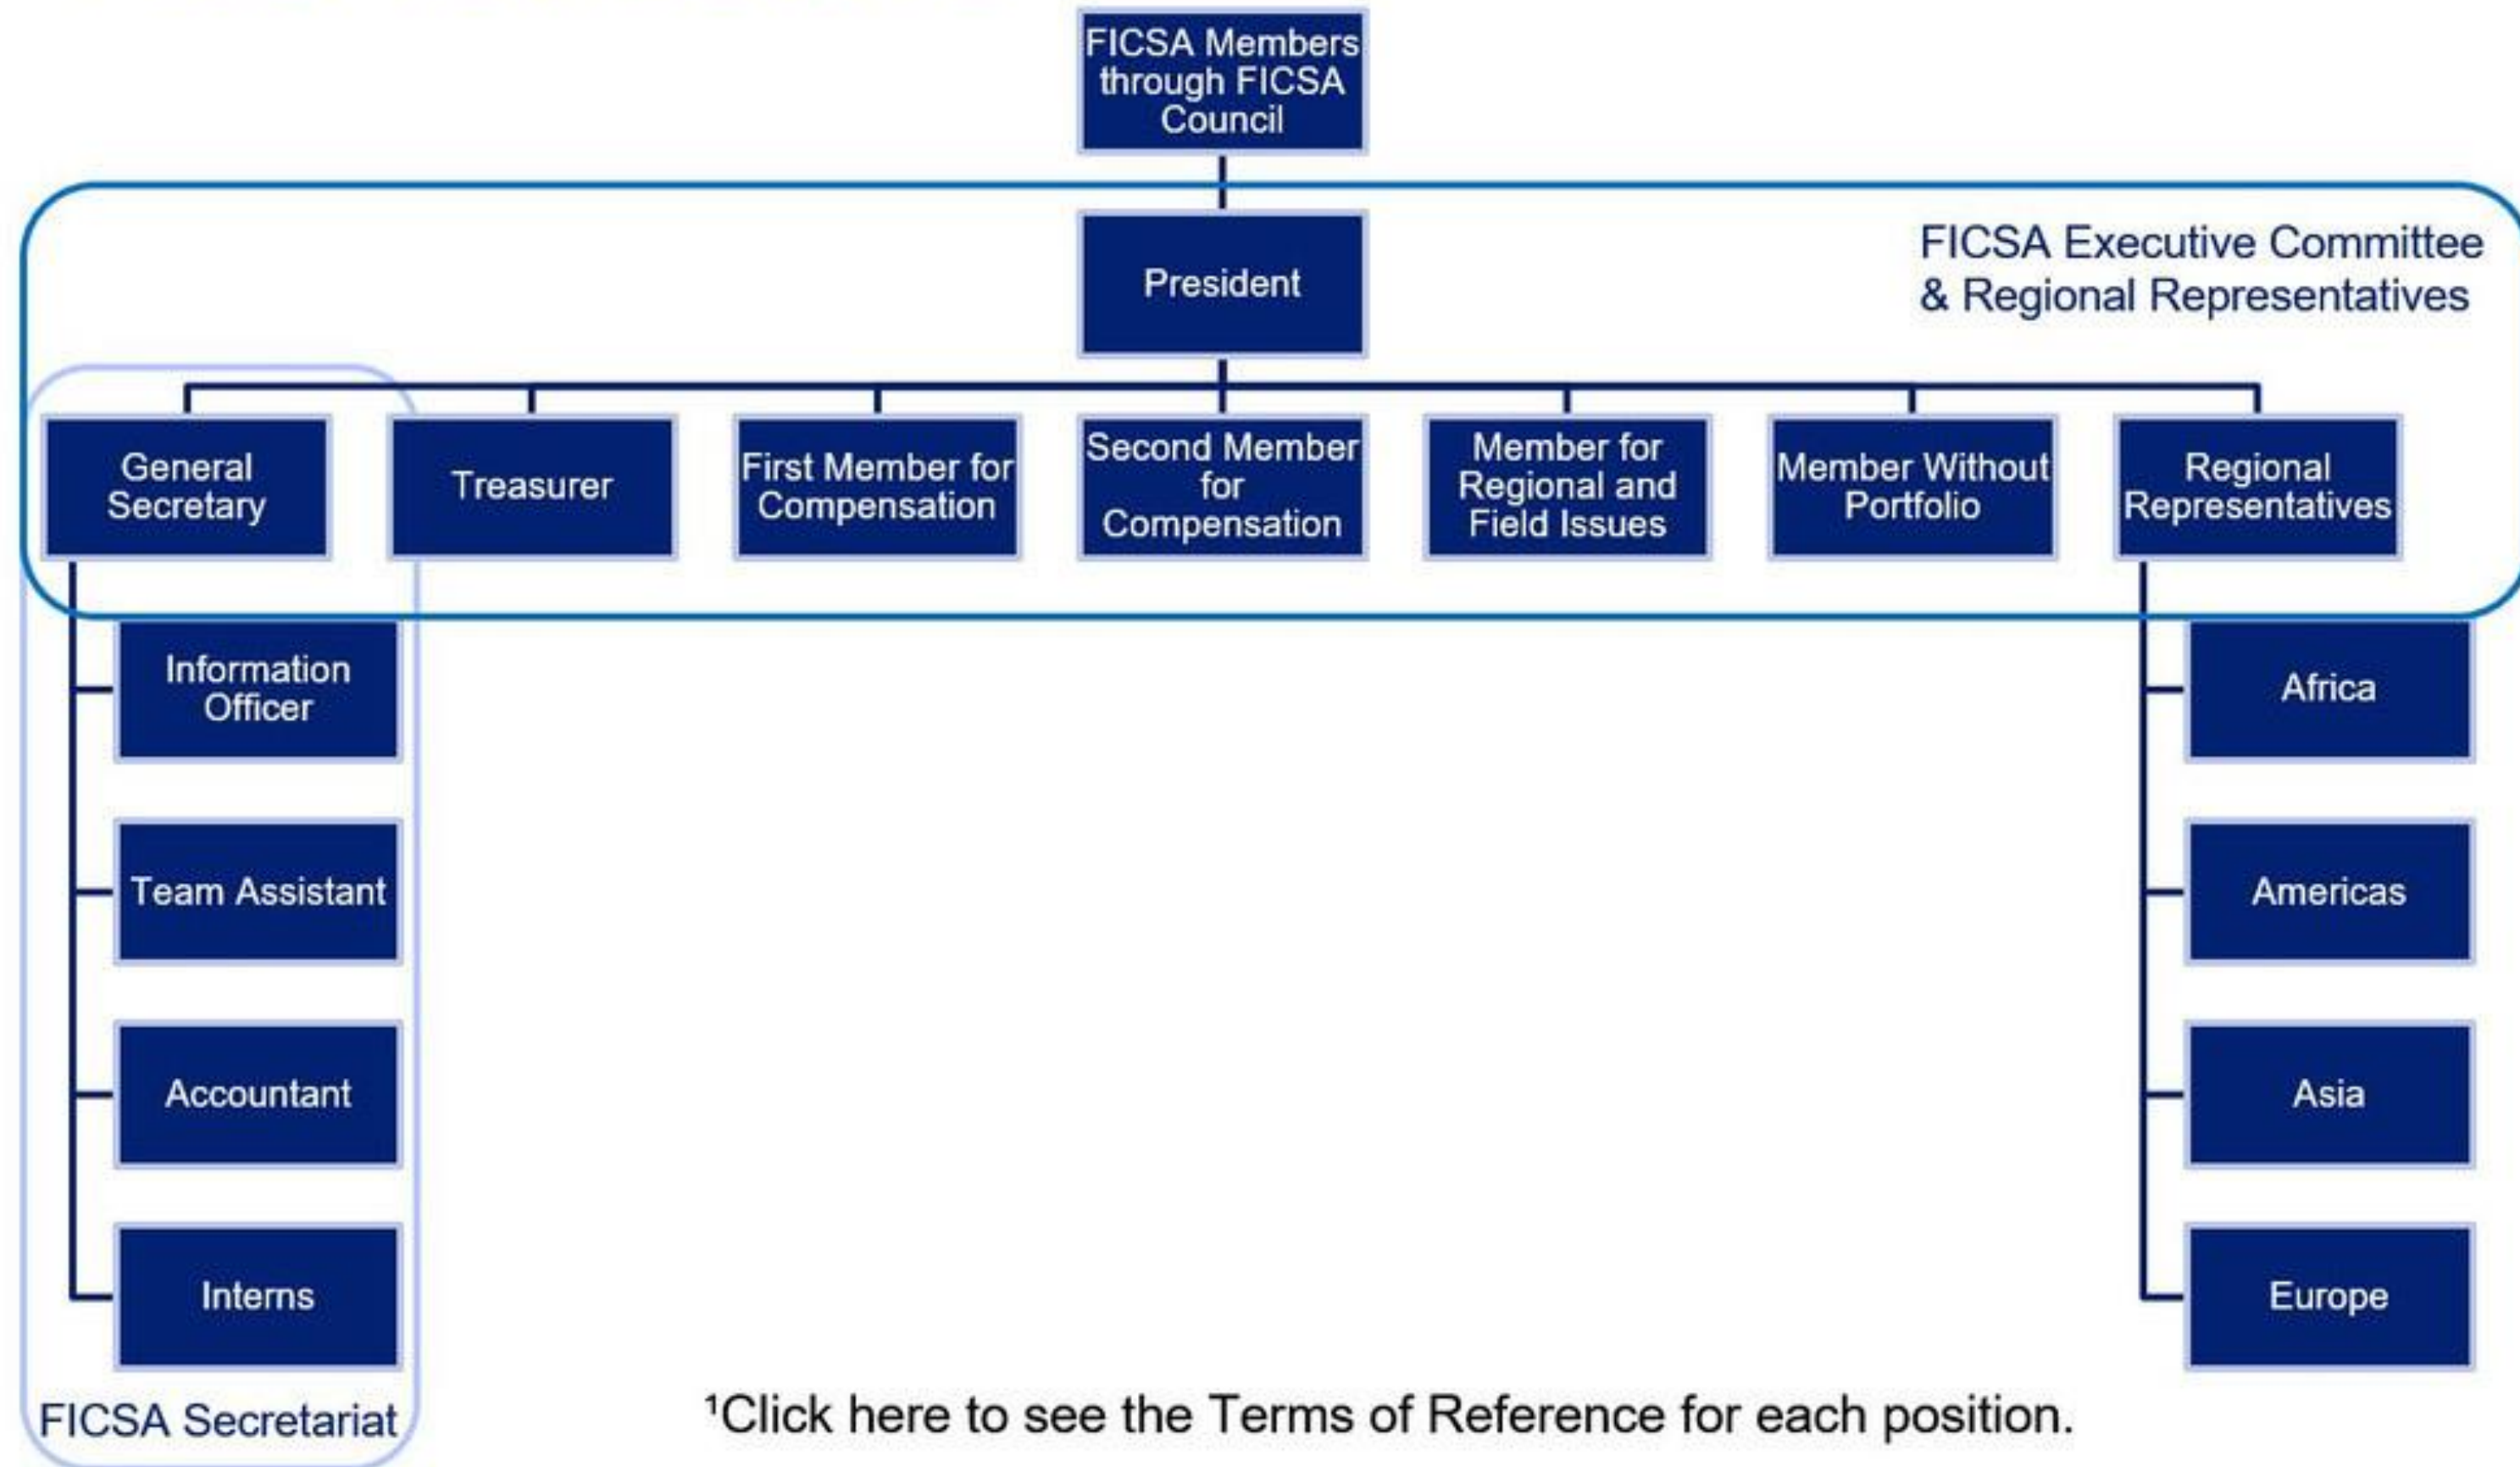 FICSA Members
through FICSA
Council
President
FICSA Executive Committee
& Regional Representatives
General
Secretary
Treasurer
First Member for
Compensation
Second Member
for
Compensation
Member for
Regional and
Field Issues
Member Without
Portfolio
Regional
Representatives
Information
Officer
Team Assistant
Accountant
Interns
FICSA Secretariat
Africa
Americas
Asia
Europe
¹Click here to see the Terms of Reference for each position.